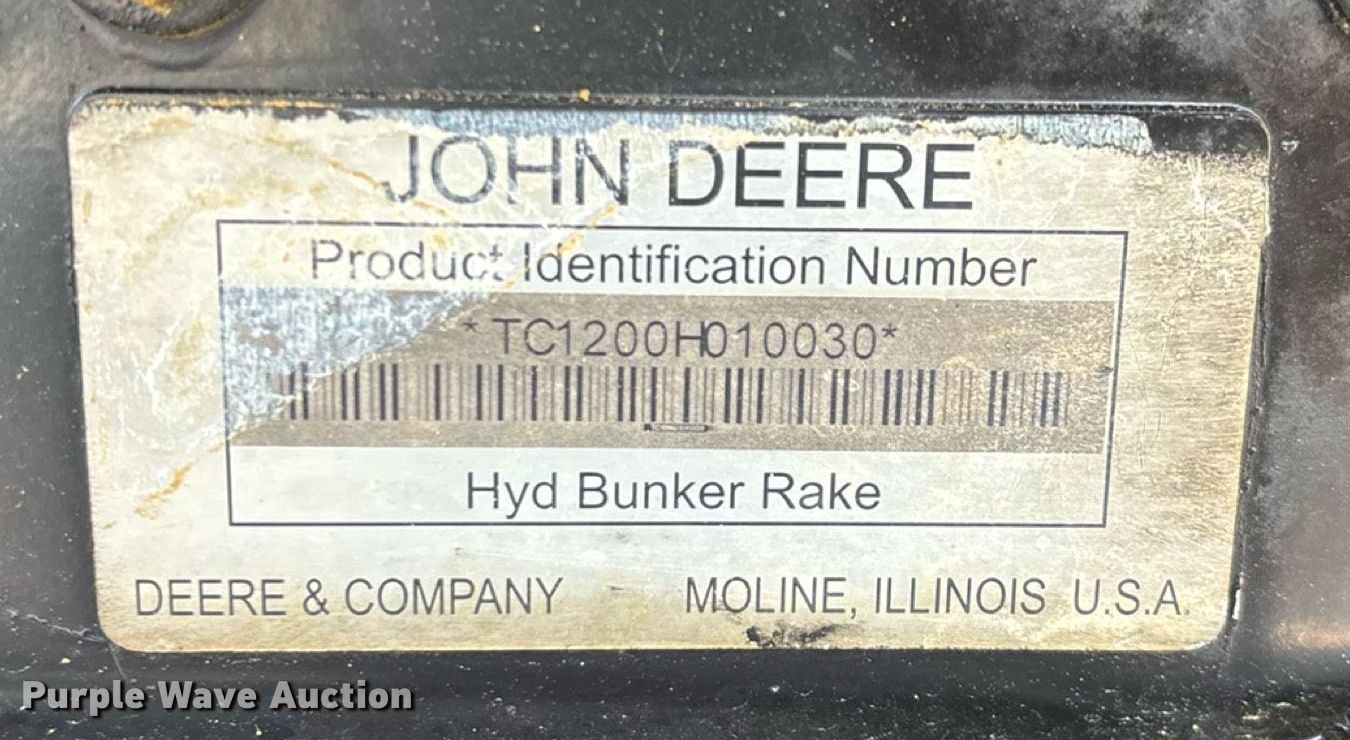 JOHN DEERE
Product Identification Number
*TC1200H010030*
Hyd Bunker Rake
DEERE & COMPANY MOLINE, ILLINOIS U.S.A.
Purple Wave Auction